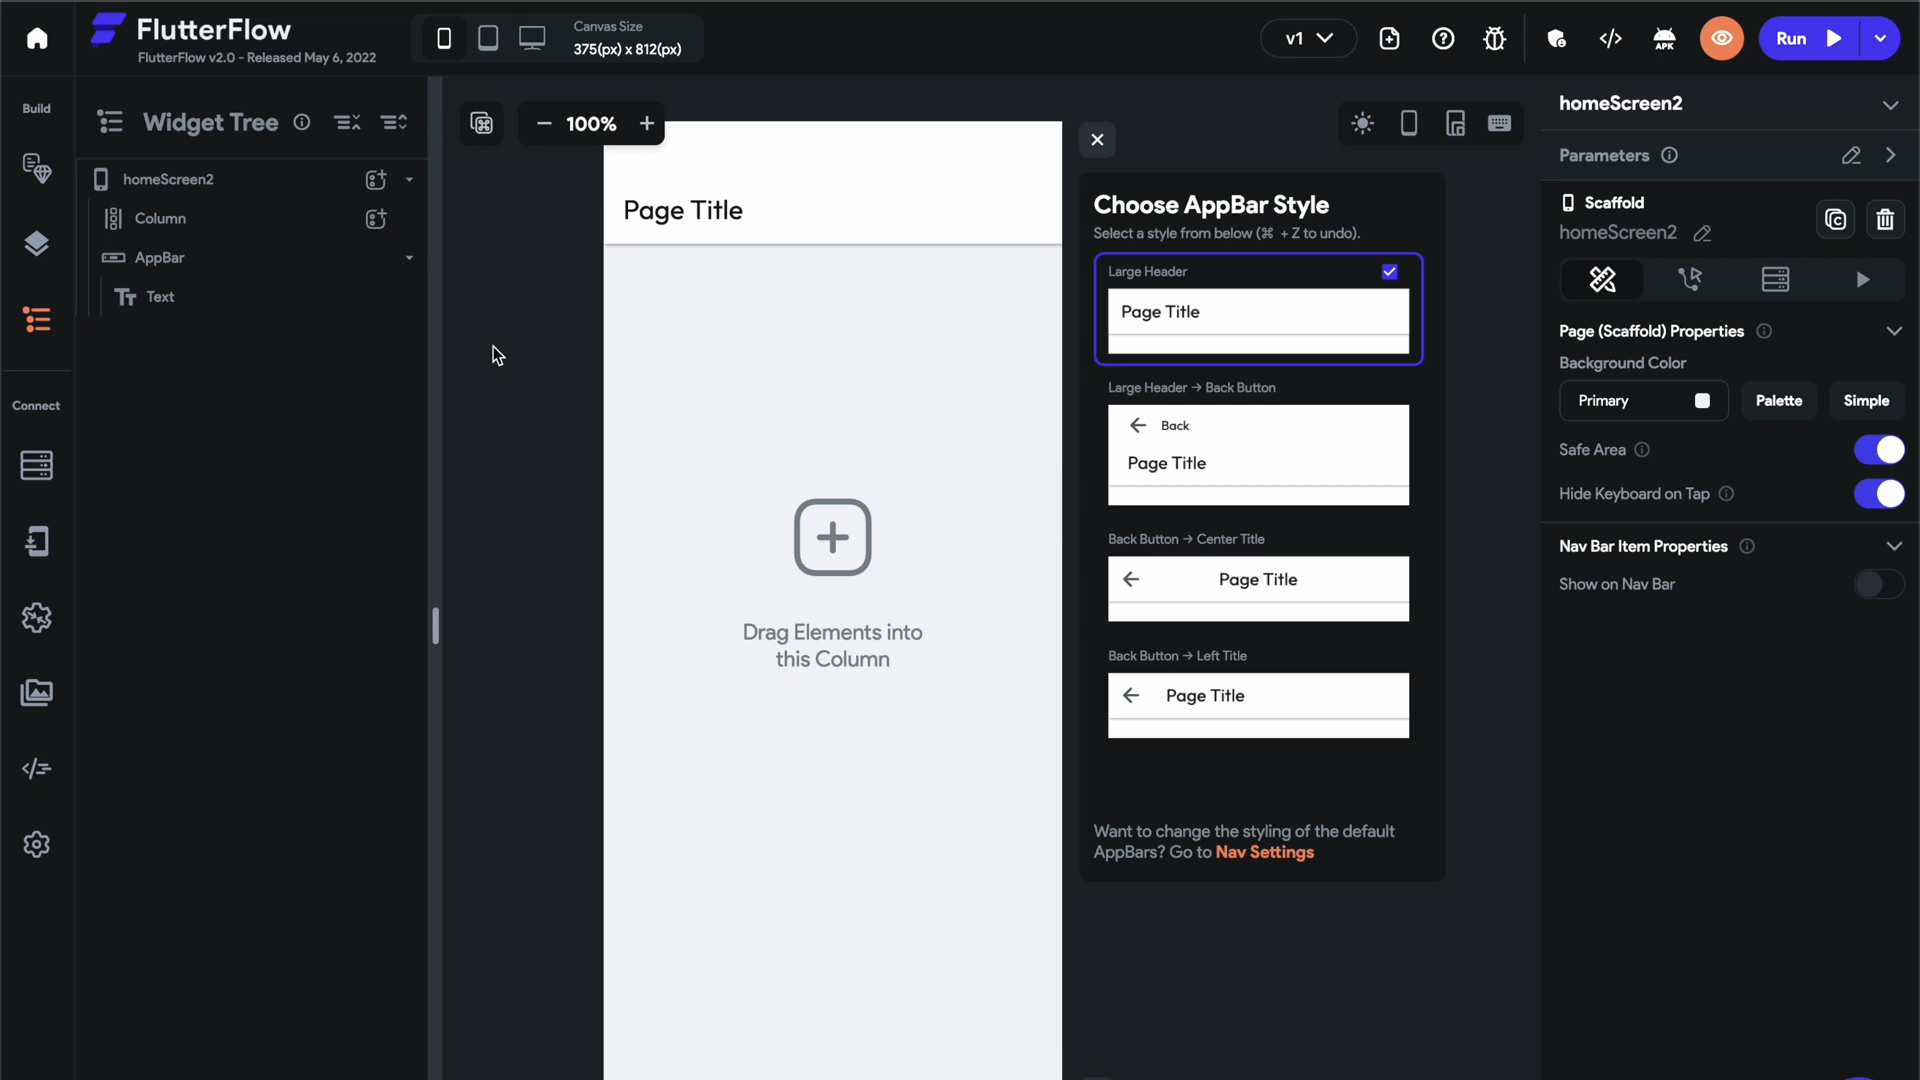 FlutterFlow
FlutterFlow v2.0 - Released May 6, 2022
Canvas Size
375(px) x 812(px)
v1
APK
Run
Build
Connect
Widget Tree
homeScreen2
Column
AppBar
Text
100%
Page Title
Drag Elements into
this Column
Choose AppBar Style
Select a style from below (⌘ + Z to undo).
Large Header
Page Title
Large Header → Back Button
Back
Page Title
Back Button → Center Title
Page Title
Back Button → Left Title
Page Title
Want to change the styling of the default
AppBars? Go to Nav Settings
homeScreen2
Parameters
Scaffold
homeScreen2
Page (Scaffold) Properties
Background Color
Primary
Palette
Simple
Safe Area
Hide Keyboard on Tap
Nav Bar Item Properties
Show on Nav Bar